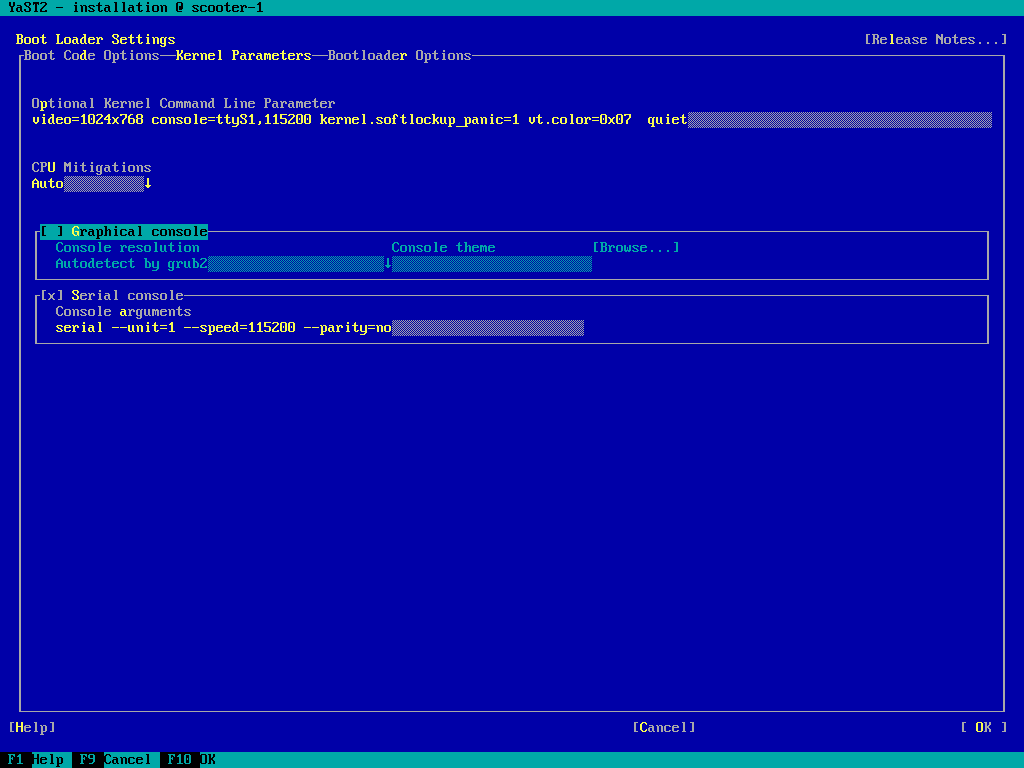 YaST2 - installation @ scooter-1
Boot Loader Settings [Release Notes...]
Boot Code Options Kernel Parameters Bootloader Options
Optional Kernel Command Line Parameter
video=1024x768 console=ttyS1,115200 kernel.softlockup_panic=1 vt.color=0x07  quiet
CPU Mitigations
Auto↓
[ ] Graphical console
Console resolution Console theme [Browse...]
Autodetect by grub2 ↓
[x] Serial console
Console arguments
serial --unit=1 --speed=115200 --parity=no
[Help] [Cancel] [ OK ]
F1 Help F9 Cancel F10 OK